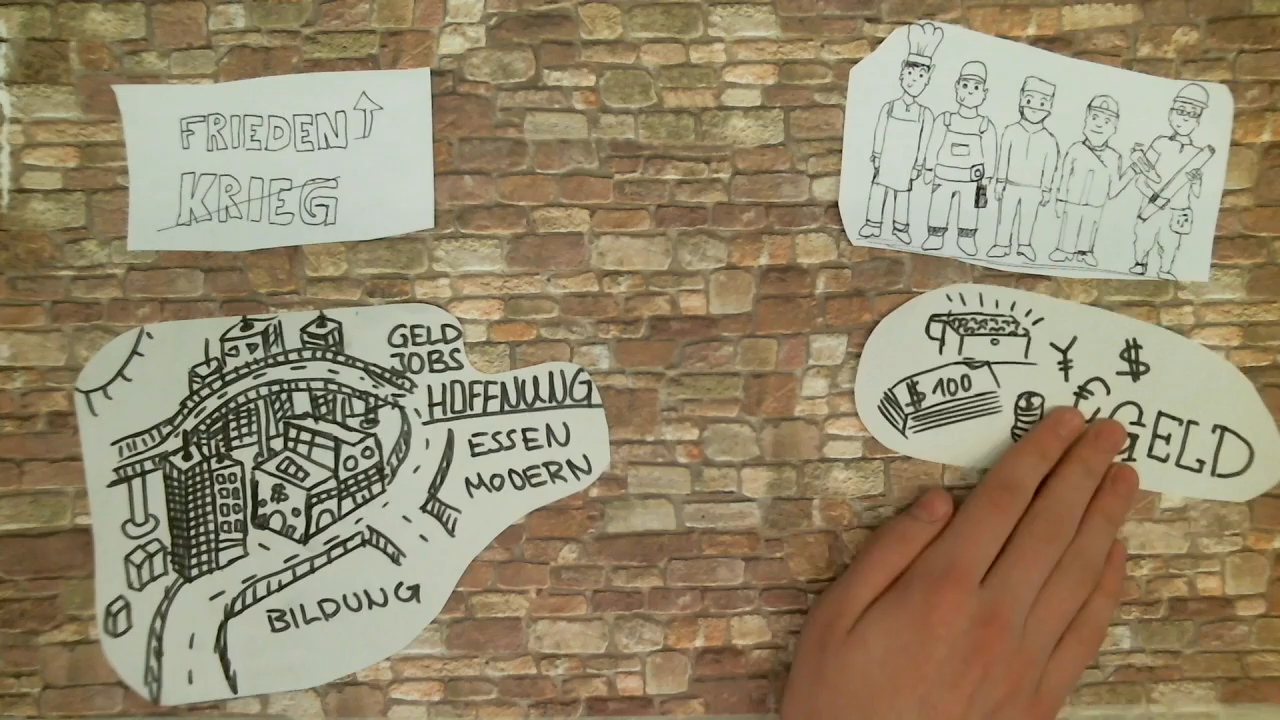 FRIEDEN
KRIEG
GELD
JOBS
HOFFNUNG
ESSEN
MODERN
BILDUNG
¥ $
$ 100
€
GELD